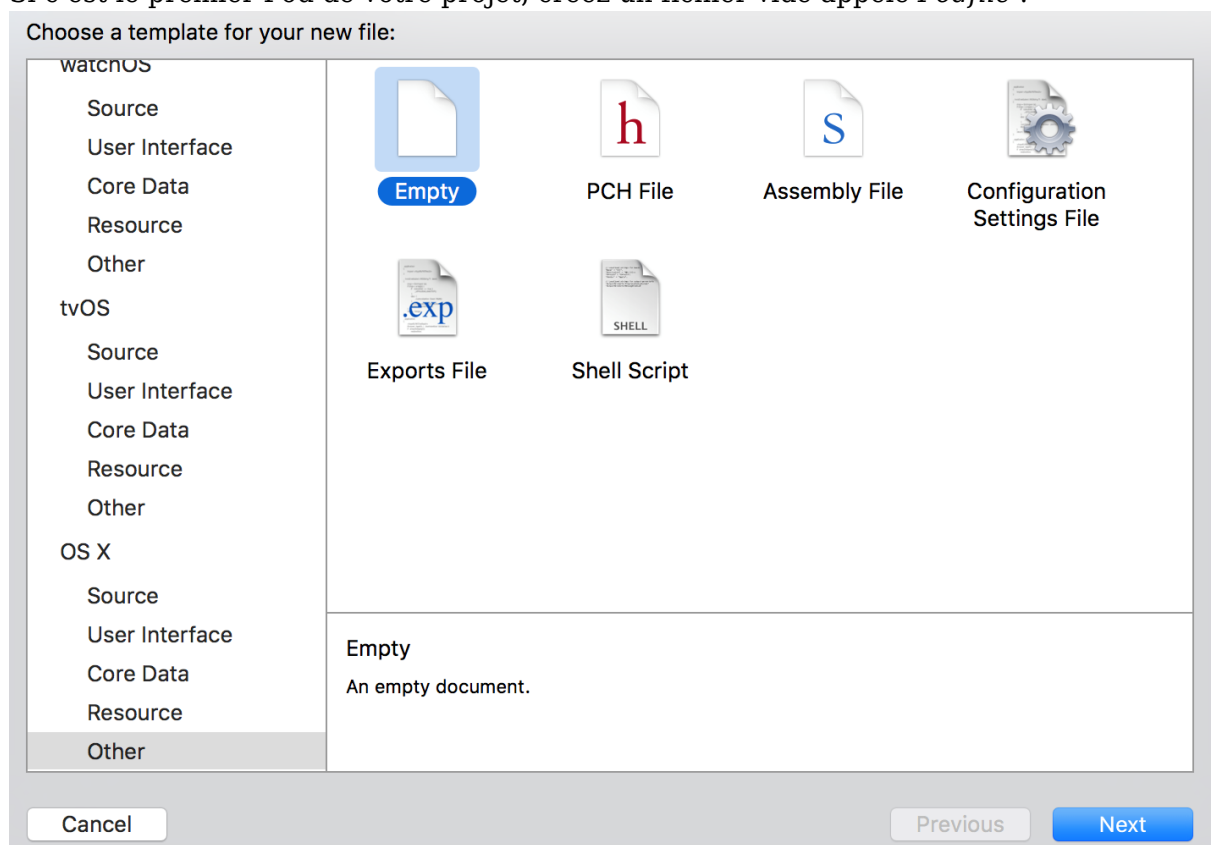 Choose a template for your new file:
watchOS
Source
User Interface
Core Data
Resource
Other
tvOS
Source
User Interface
Core Data
Resource
Other
OS X
Source
User Interface
Core Data
Resource
Other
Empty
PCH File
Assembly File
Configuration
Settings File
Exports File
Shell Script
h
S
.exp
SHELL
Empty
An empty document.
Cancel
Previous
Next